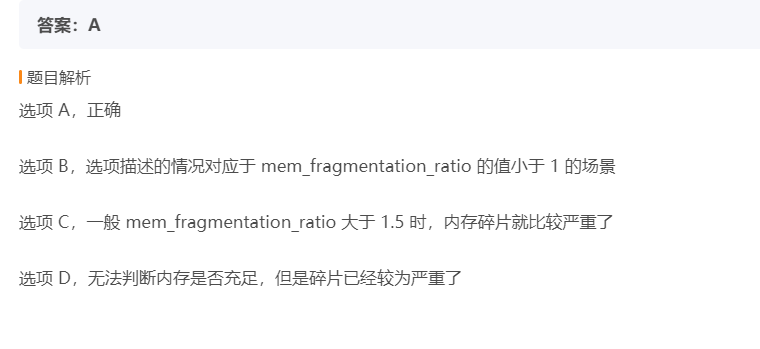 答案：A
题目解析
选项 A，正确
选项 B，选项描述的情况对应于 mem_fragmentation_ratio 的值小于 1 的场景
选项 C，一般 mem_fragmentation_ratio 大于 1.5 时，内存碎片就比较严重了
选项 D，无法判断内存是否充足，但是碎片已经较为严重了